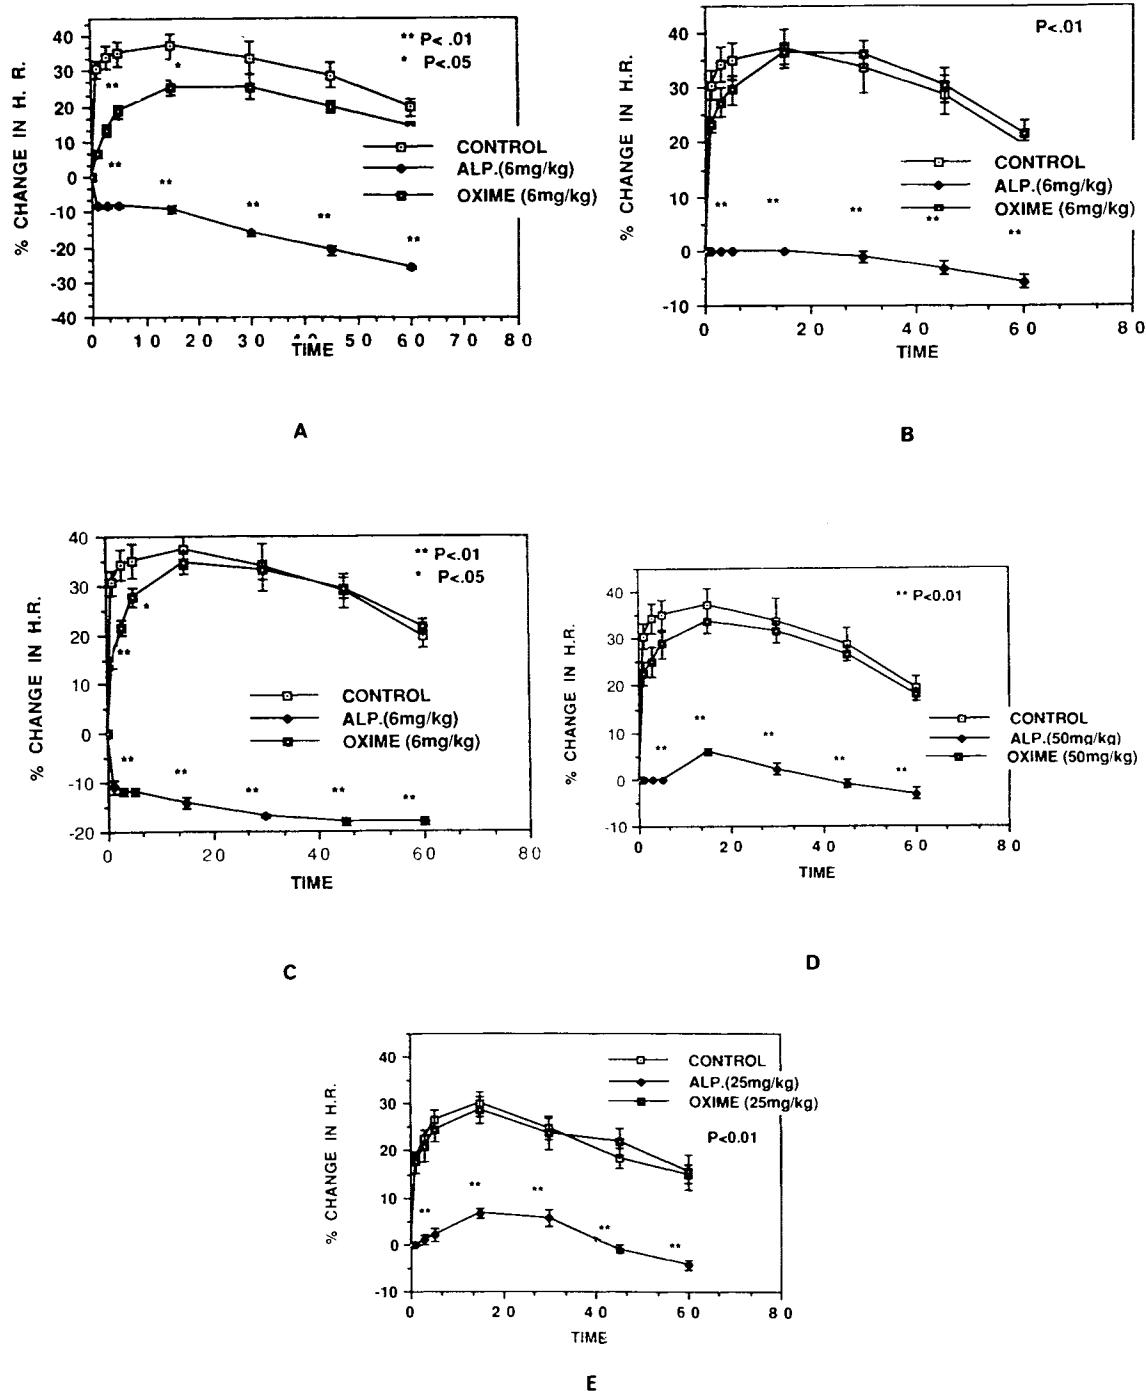 % CHANGE IN H. R.
40
30
20
10
0
-10
-20
-30
-40
** P< .01
* P<.05
**
*
**
**
**
**
**
CONTROL
ALP.(6mg/kg)
OXIME (6mg/kg)
0 10 20 30 50 60 70 80
TIME
A
% CHANGE IN H.R.
40
30
20
10
0
-10
P<.01
CONTROL
ALP.(6mg/kg)
OXIME (6mg/kg)
** ** ** ** **
0 20 40 60 80
TIME
B
% CHANGE IN H.R.
40
30
20
10
0
-10
-20
** P<.01
* P<.05
*
**
CONTROL
ALP.(6mg/kg)
OXIME (6mg/kg)
** ** ** ** **
0 20 40 60 80
TIME
C
% CHANGE IN H.R.
40
30
20
10
0
-10
** P<0.01
CONTROL
ALP.(50mg/kg)
OXIME (50mg/kg)
** ** ** ** **
0 20 40 60 80
TIME
D
% CHANGE IN H.R.
40
30
20
10
0
-10
CONTROL
ALP.(25mg/kg)
OXIME (25mg/kg)
P<0.01
** ** ** ** **
0 20 40 60 80
TIME
E